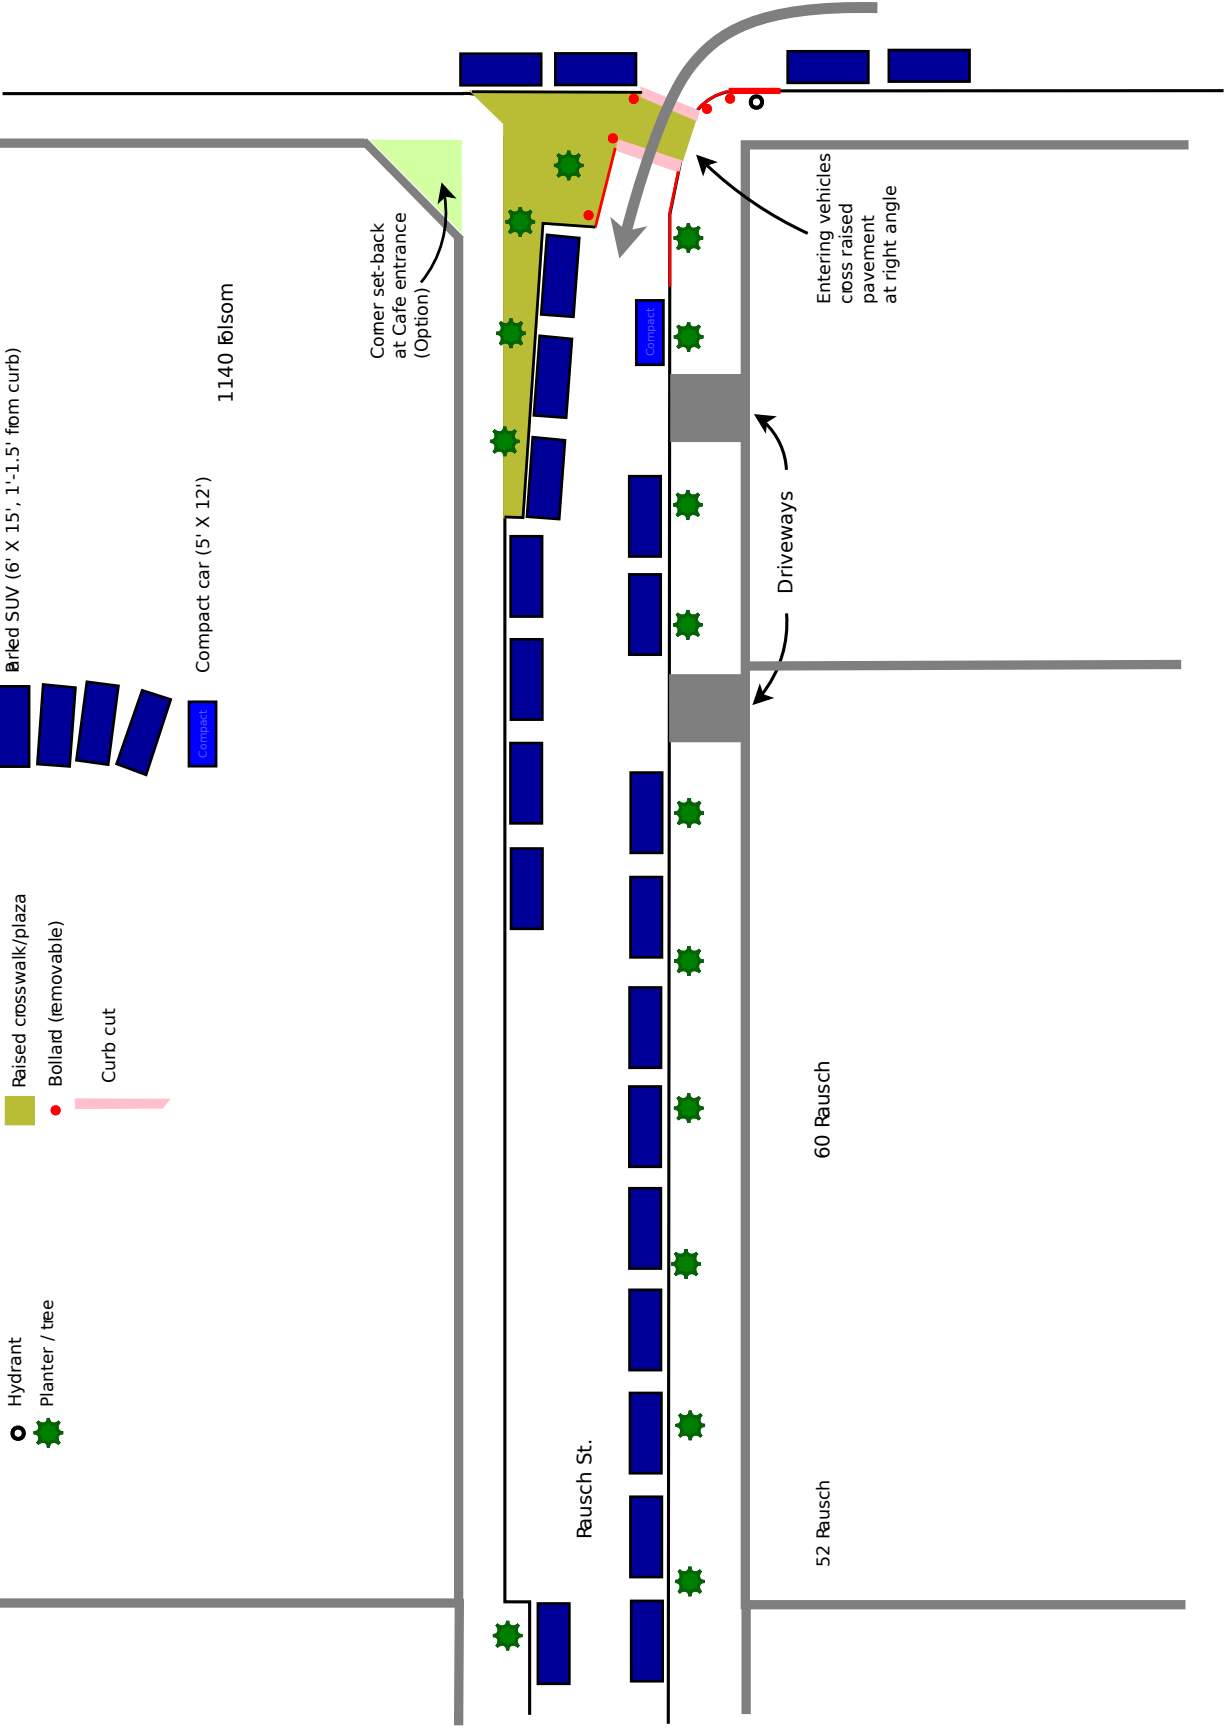 arked SUV (6' X 15', 1'-1.5' from curb)
Compact car (5' X 12')
Compact
1140 Folsom
Raised crosswalk/plaza
Bollard (removable)
Curb cut
Hydrant
Planter / tree
Corner set-back
at Cafe entrance
(Option)
Compact
Entering vehicles
cross raised
pavement
at right angle
Driveways
60 Rausch
52 Rausch
Rausch St.